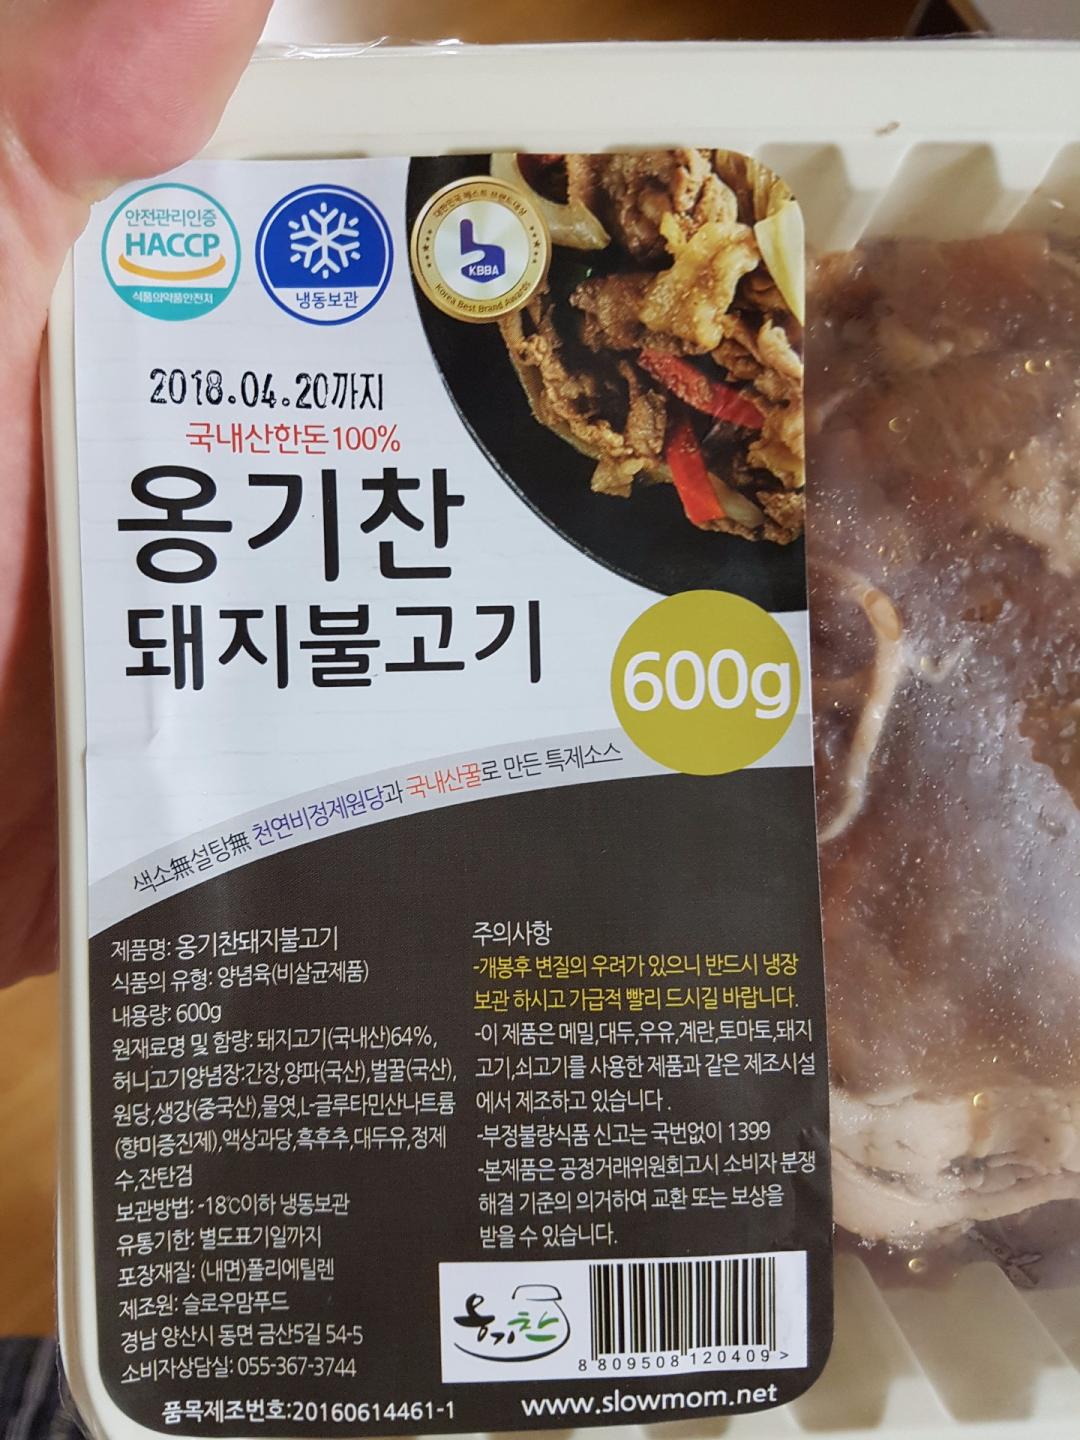 안전관리인증
HACCP
식품의약품안전처
냉동보관
대한민국 베스트 브랜드대상
KBBA
Korea Best Brand Awards
2018.04.20까지
국내산한돈100%
옹기찬
돼지불고기
600g
색소無설탕無 천연비정제원당과 국내산꿀로 만든 특제소스
제품명: 옹기찬돼지불고기
식품의 유형: 양념육(비살균제품)
내용량: 600g
원재료명 및 함량: 돼지고기(국내산)64%,
허니고기양념장:간장,양파(국산),벌꿀(국산),
원당,생강(중국산),물엿,L-글루타민산나트륨
(향미증진제),액상과당,흑후추,대두유,정제
수,잔탄검
보관방법: -18℃이하 냉동보관
유통기한: 별도표기일까지
포장재질: (내면)폴리에틸렌
제조원: 슬로우맘푸드
경남 양산시 동면 금산5길 54-5
소비자상담실: 055-367-3744
품목제조번호:20160614461-1
주의사항
-개봉후 변질의 우려가 있으니 반드시 냉장
보관 하시고 가급적 빨리 드시길 바랍니다.
-이 제품은 메밀,대두,우유,계란,토마토,돼지
고기,쇠고기를 사용한 제품과 같은 제조시설
에서 제조하고 있습니다.
-부정불량식품 신고는 국번없이 1399
-본제품은 공정거래위원회고시 소비자 분쟁
해결 기준의 의거하여 교환 또는 보상을
받을 수 있습니다.
옹기찬
8 809508 120409 >
www.slowmom.net